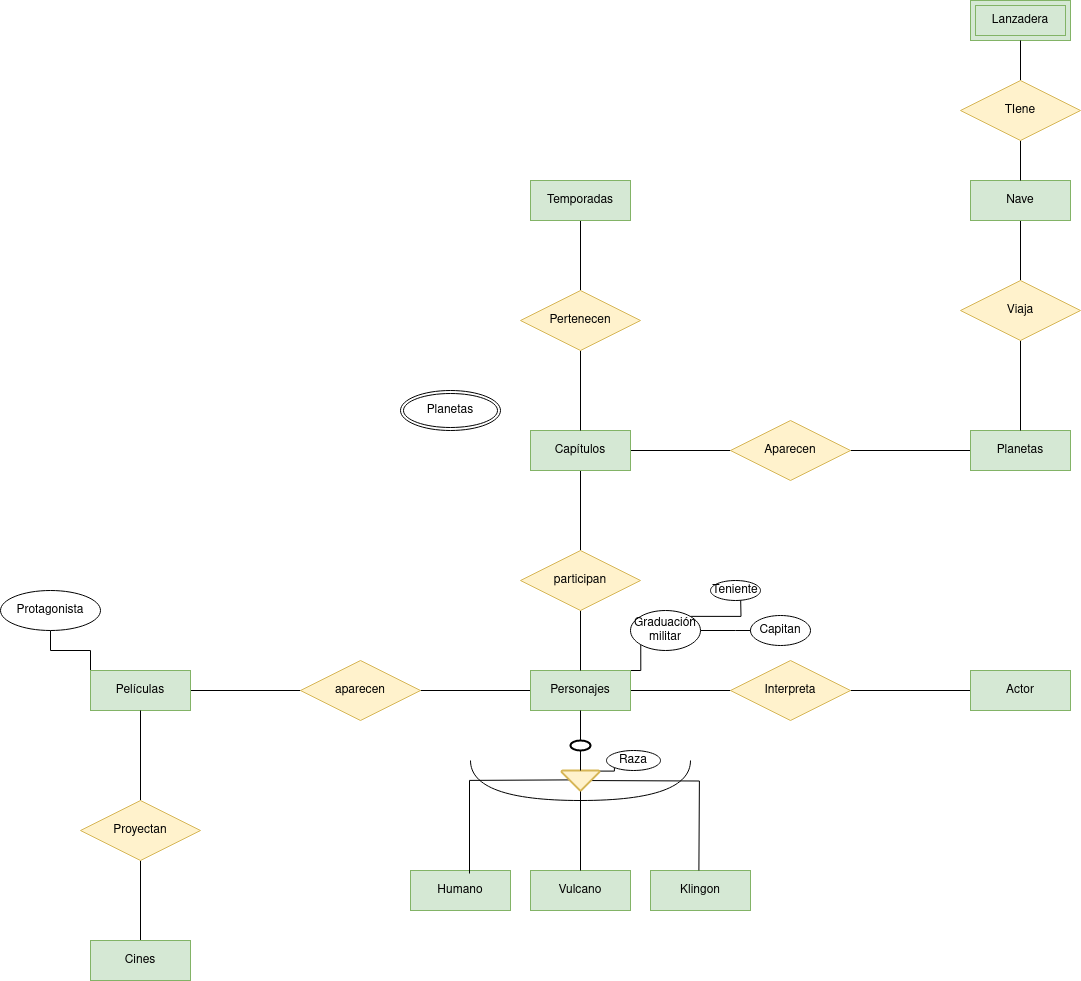 Lanzadera
TIene
Temporadas
Nave
Pertenecen
Viaja
Planetas
Capítulos
Aparecen
Planetas
participan
Teniente
Protagonista
Graduación
militar
Capitan
Películas
aparecen
Personajes
Interpreta
Actor
Raza
Proyectan
Humano
Vulcano
Klingon
Cines